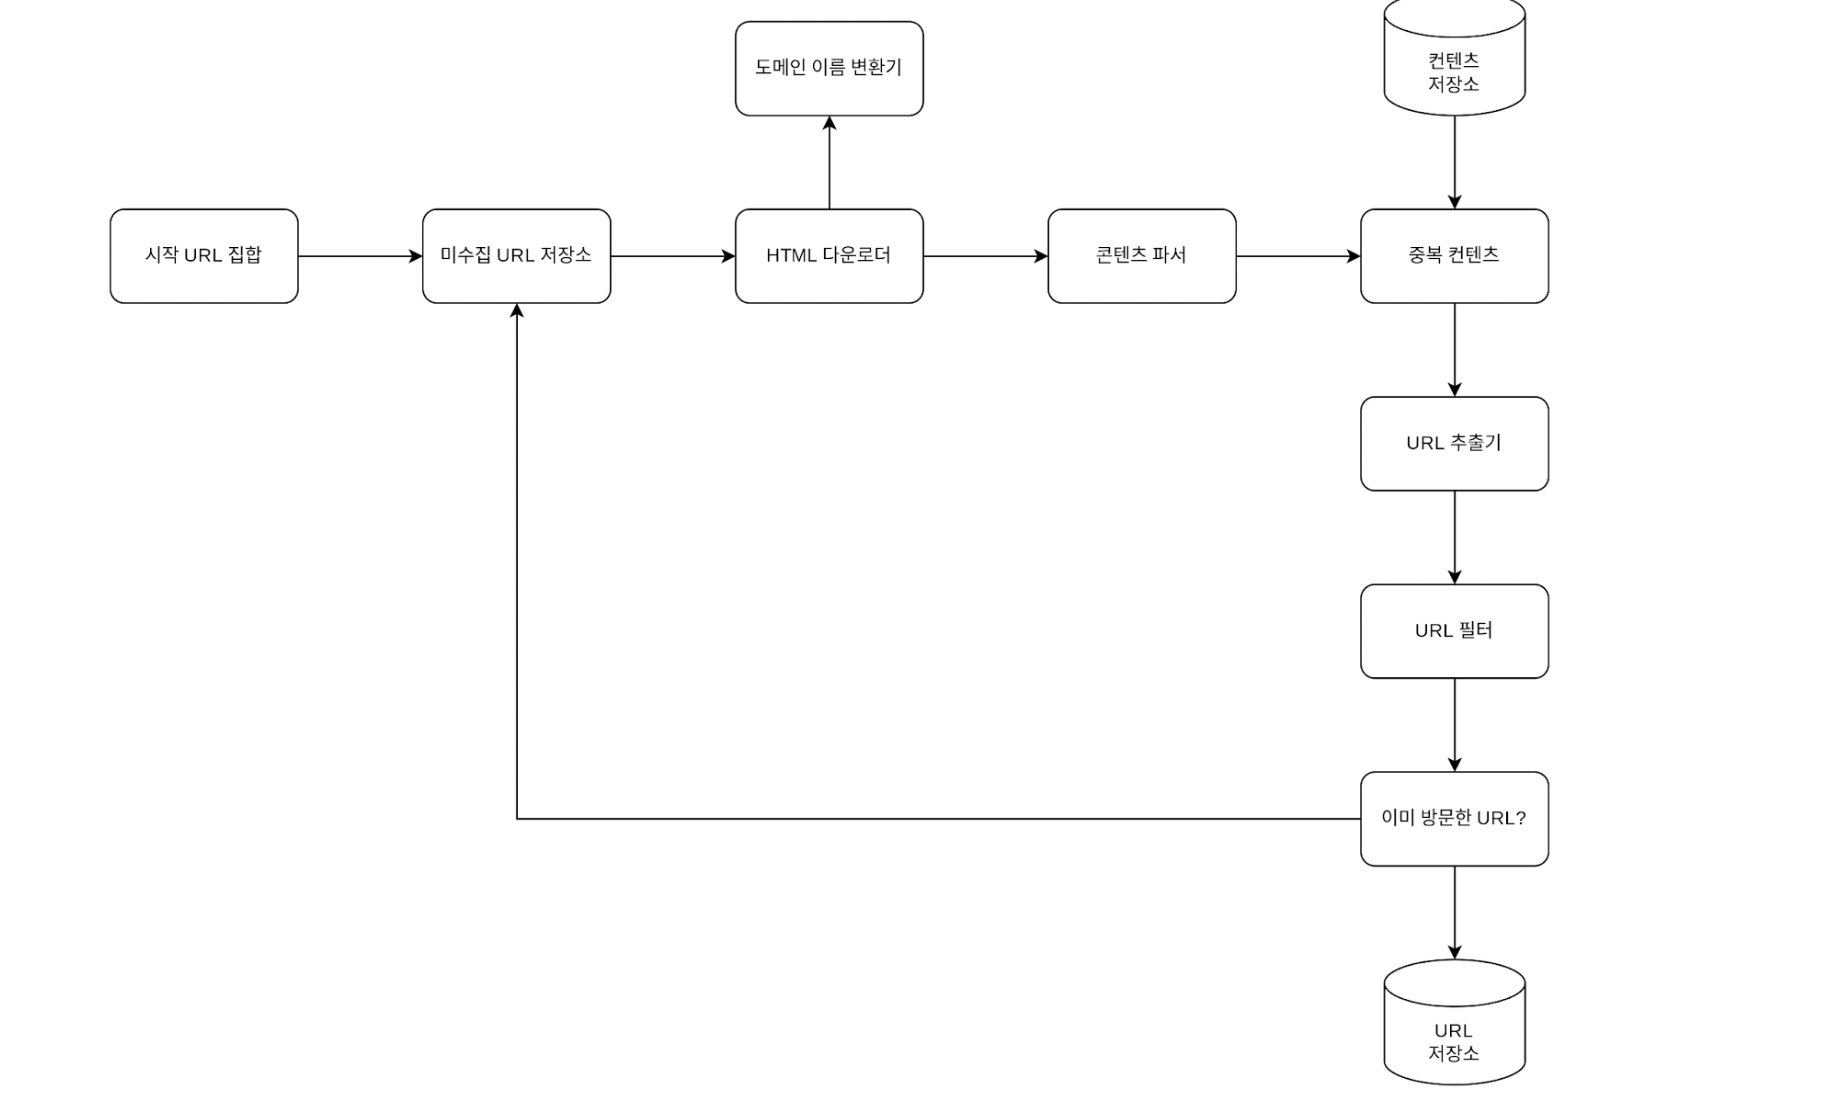 도메인 이름 변환기
컨텐츠
저장소
시작 URL 집합
미수집 URL 저장소
HTML 다운로더
콘텐츠 파서
중복 컨텐츠
URL 추출기
URL 필터
이미 방문한 URL?
URL
저장소